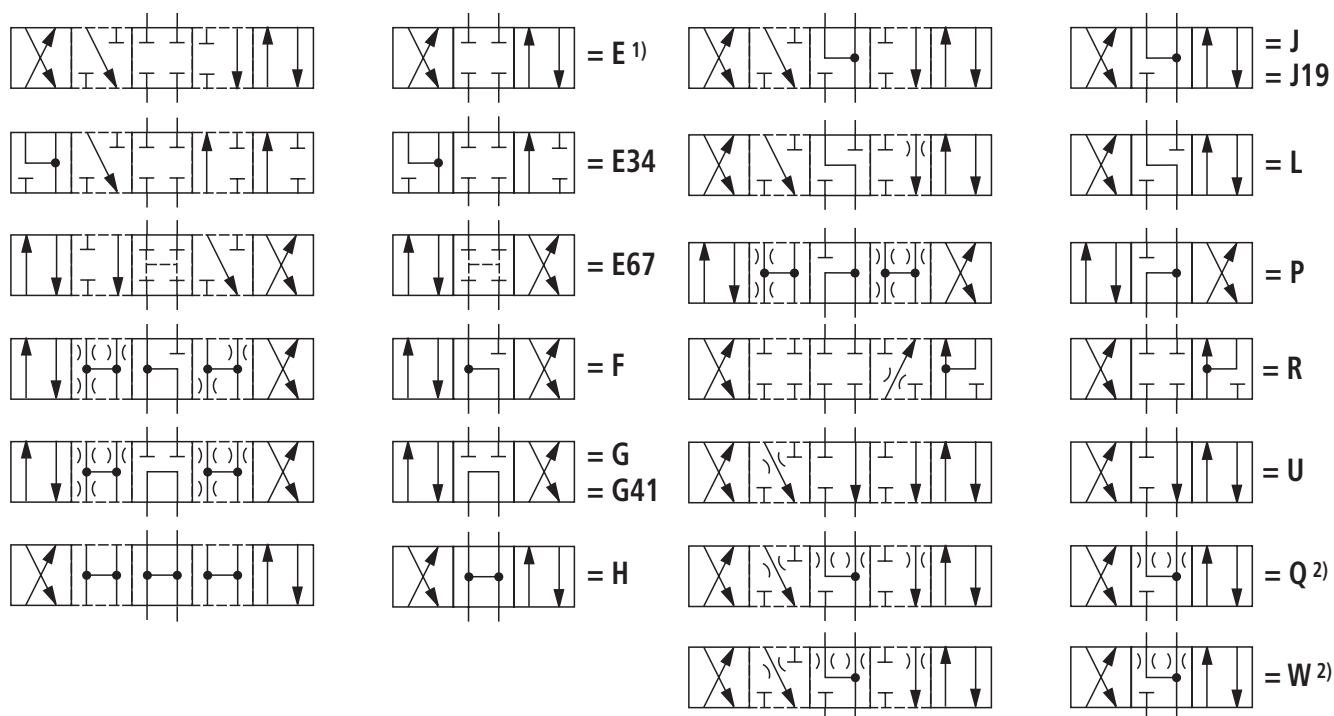 = E 1)
= E34
= E67
= F
= G
= G41
= H
= J
= J19
= L
= P
= R
= U
= Q 2)
= W 2)